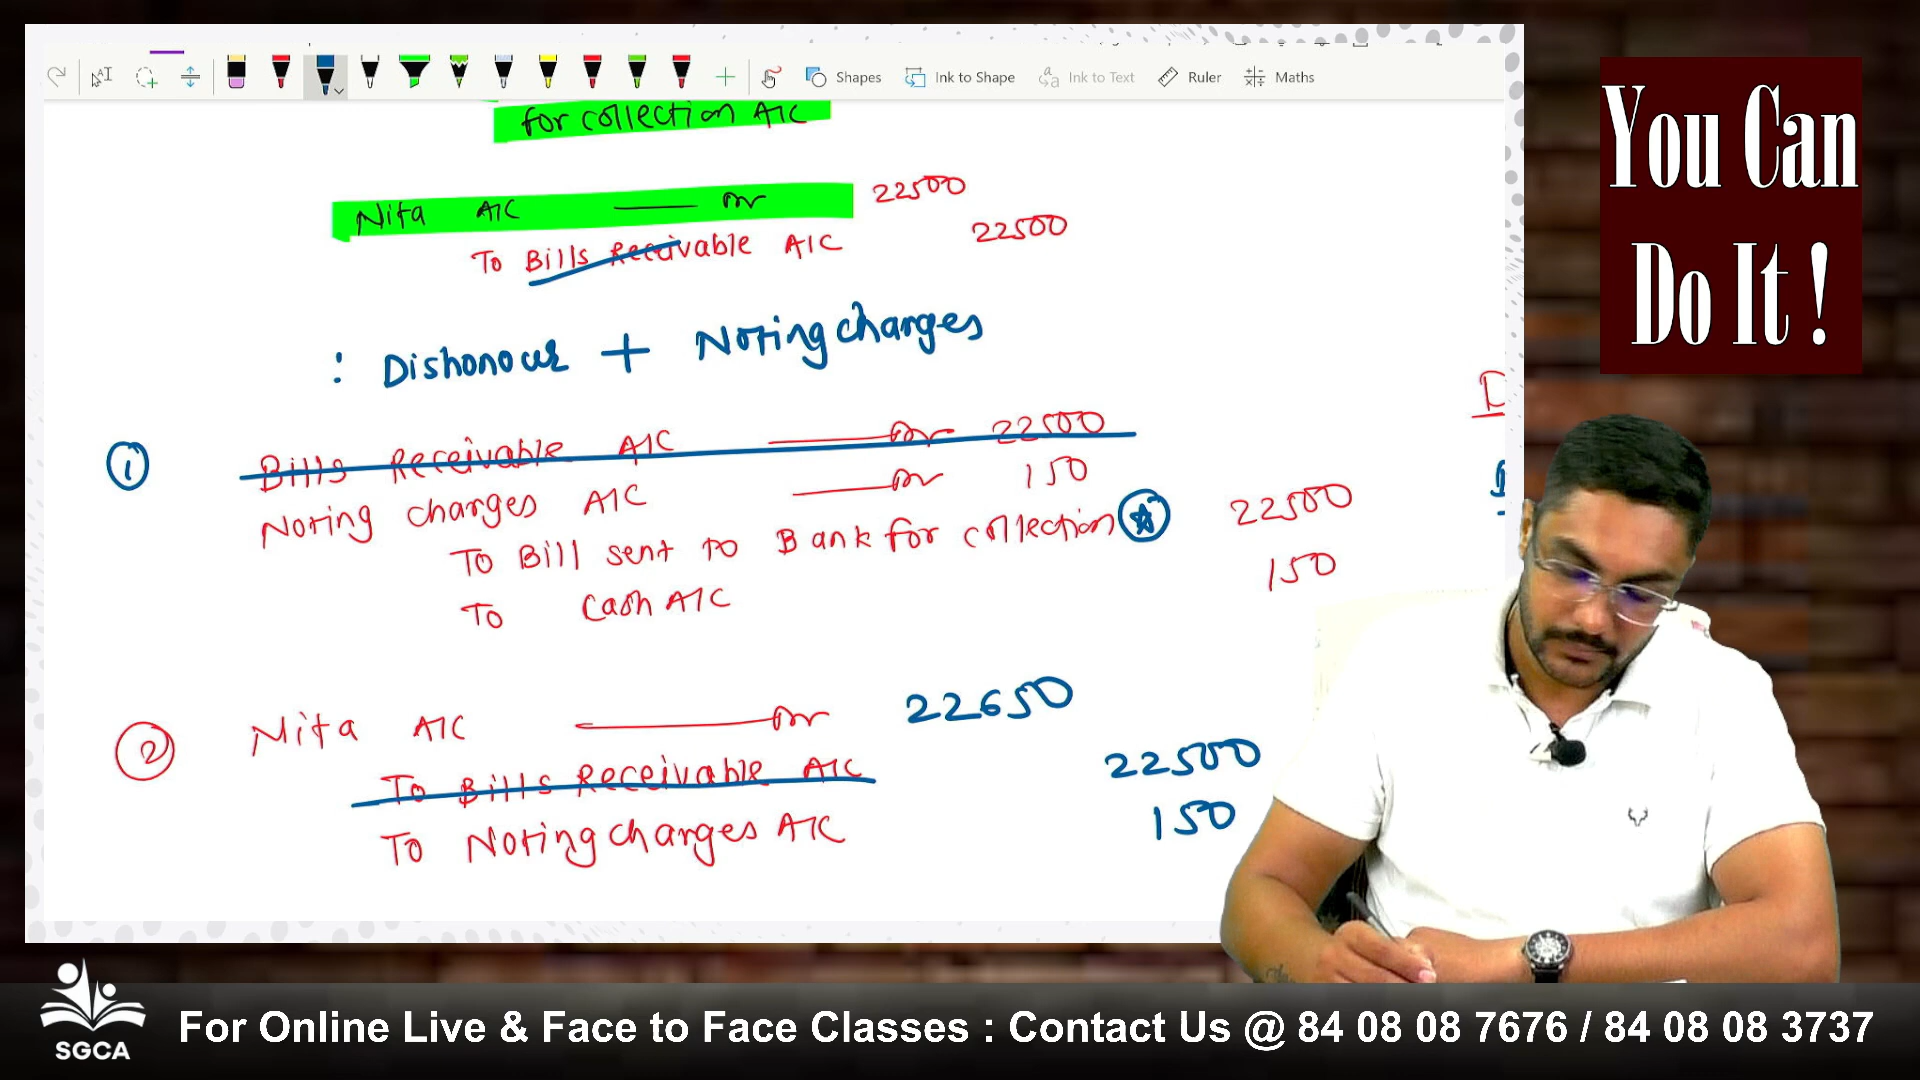 Shapes Ink to Shape Ink to Text Ruler Maths
for collection A/C
Nita A/C Dr 22500
To Bills Receivable A/C 22500
: Dishonour + Noting charges
① Bills Receivable A/C Dr 22500
Noting charges A/C Dr 150
To Bill sent to Bank for collection 22500
To Cash A/C 150
② Nita A/C Dr 22650
To Bills Receivable A/C 22500
To Noting charges A/C 150
You Can
Do It !
SGCA
For Online Live & Face to Face Classes : Contact Us @ 84 08 08 7676 / 84 08 08 3737